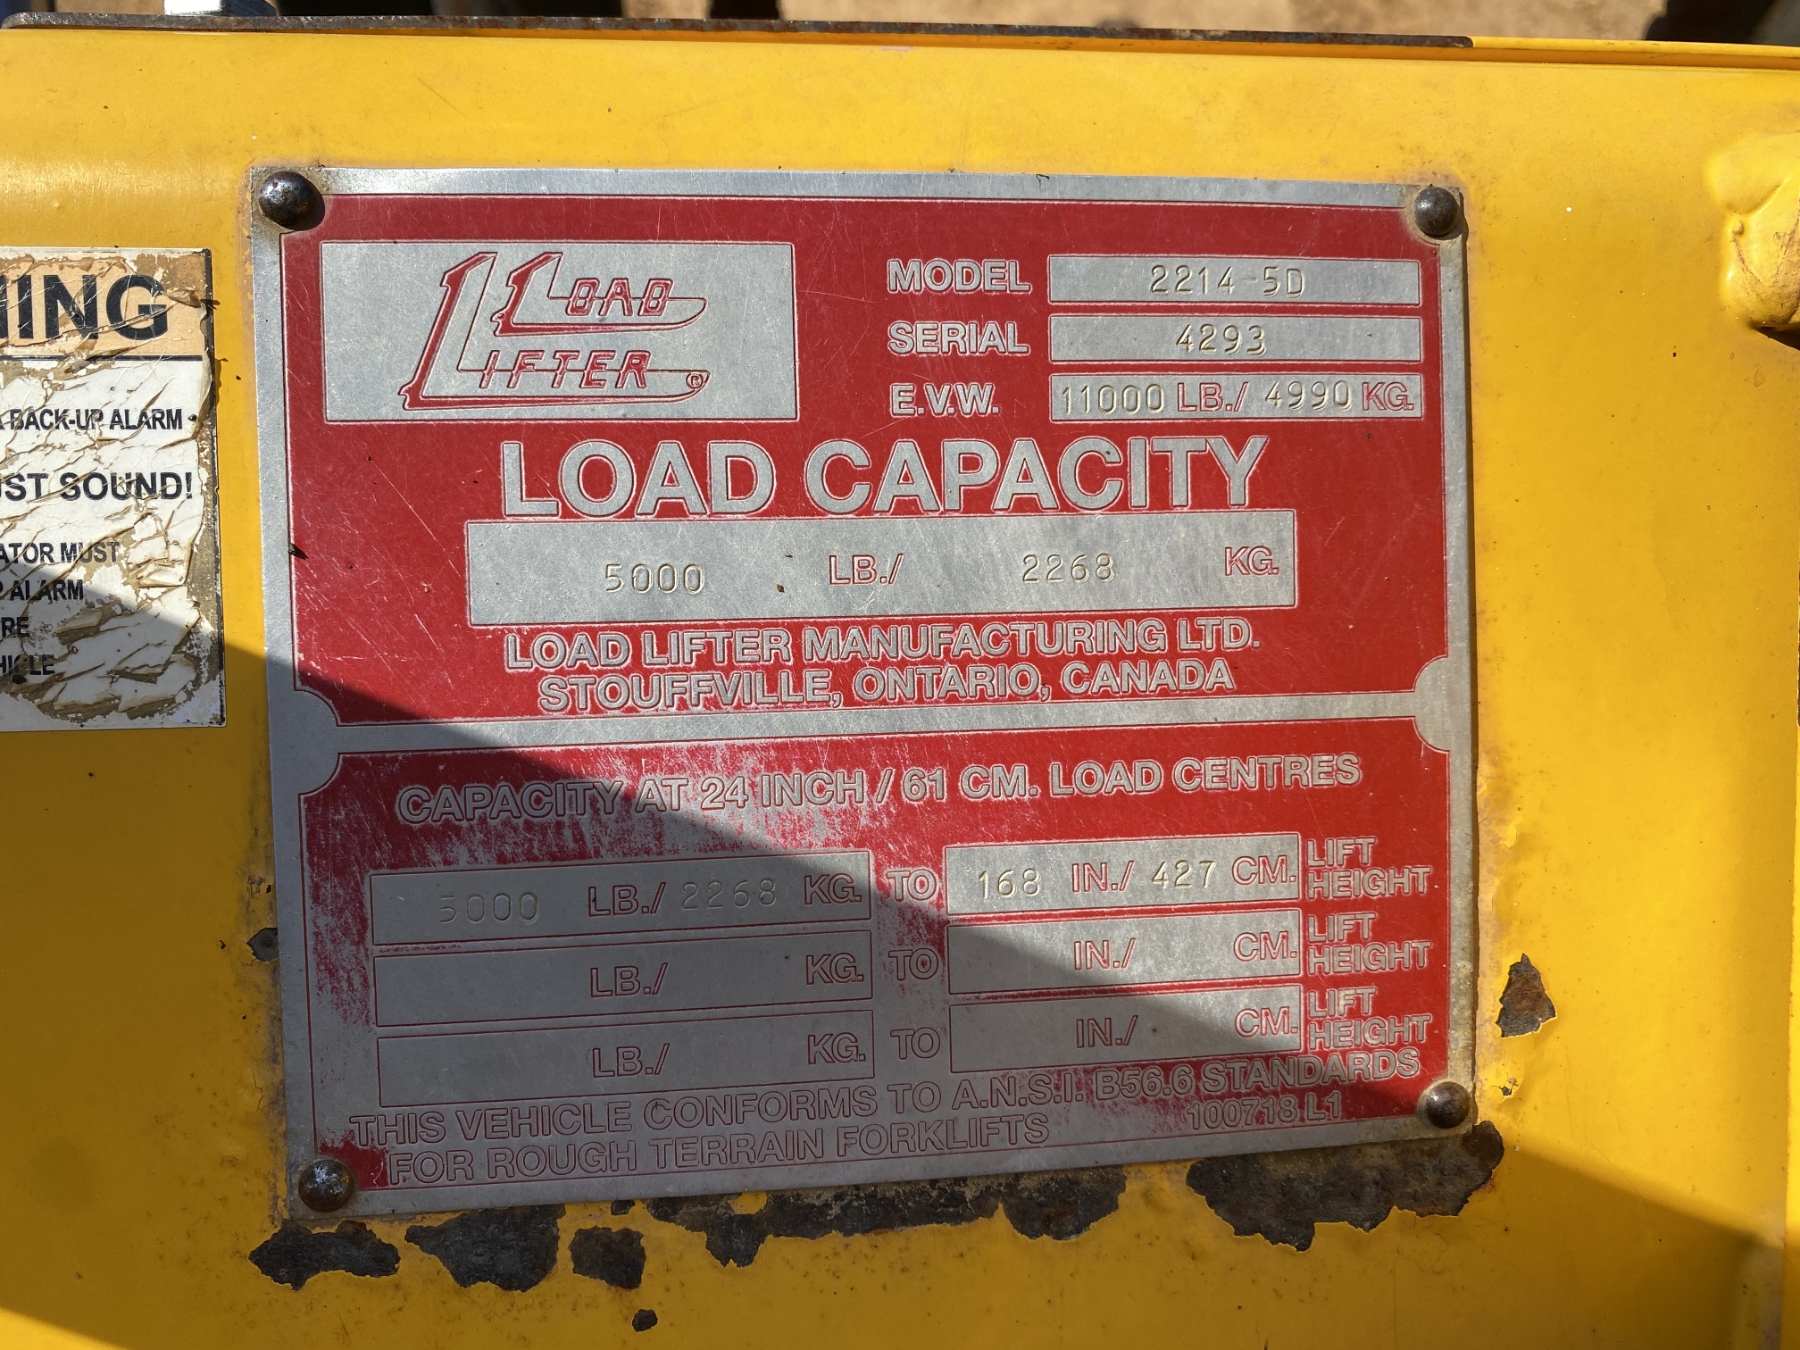 NING
A BACK-UP ALARM
UST SOUND!
ATOR MUST
P ALARM
RE
HICLE
LOAD
LIFTER ®
MODEL 2214-5D
SERIAL 4293
E.V.W. 11000 LB./ 4990 KG.
LOAD CAPACITY
5000 LB./ 2268 KG.
LOAD LIFTER MANUFACTURING LTD.
STOUFFVILLE, ONTARIO, CANADA
CAPACITY AT 24 INCH / 61 CM. LOAD CENTRES
5000 LB./ 2268 KG. TO 168 IN./ 427 CM. LIFT HEIGHT
LB./ KG. TO IN./ CM. LIFT HEIGHT
LB./ KG. TO IN./ CM. LIFT HEIGHT
THIS VEHICLE CONFORMS TO A.N.S.I. B56.6 STANDARDS
FOR ROUGH TERRAIN FORKLIFTS 100718 L1